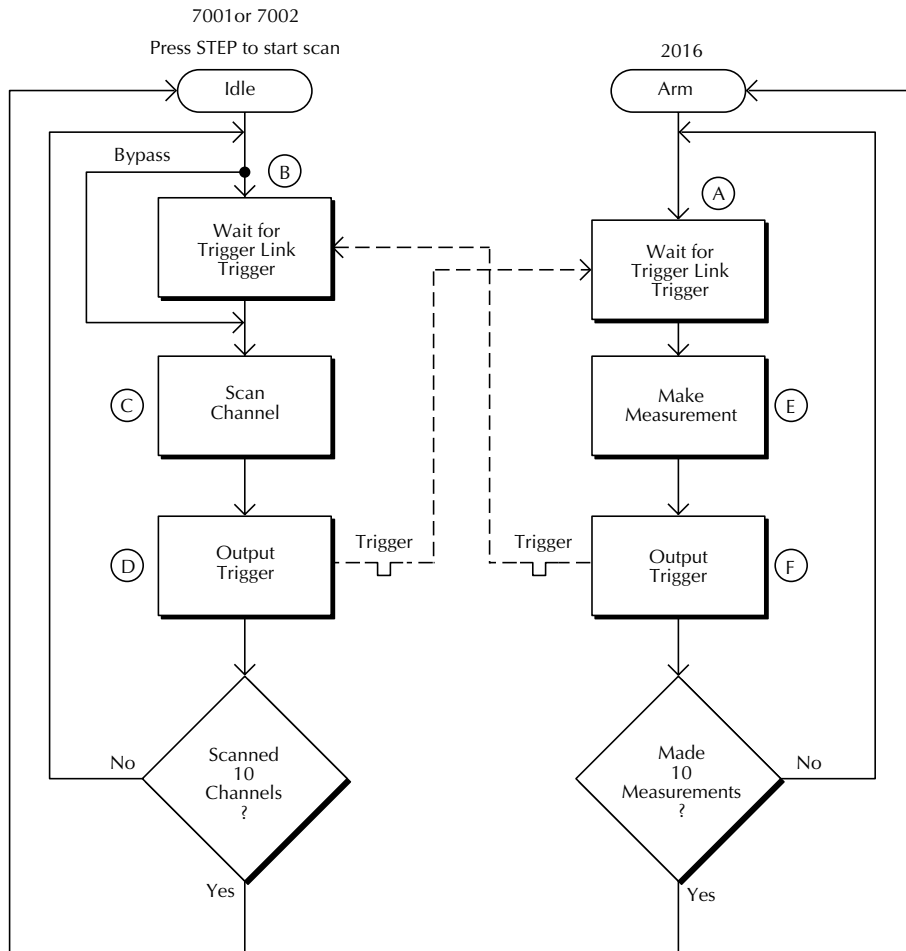 7001or 7002
Press STEP to start scan
Idle
Bypass
B
Wait for
Trigger Link
Trigger
C
Scan
Channel
D
Output
Trigger
Trigger
Scanned
10
Channels
?
No
Yes
2016
Arm
A
Wait for
Trigger Link
Trigger
Make
Measurement
E
Trigger
Output
Trigger
F
Made
10
Measurements
?
No
Yes